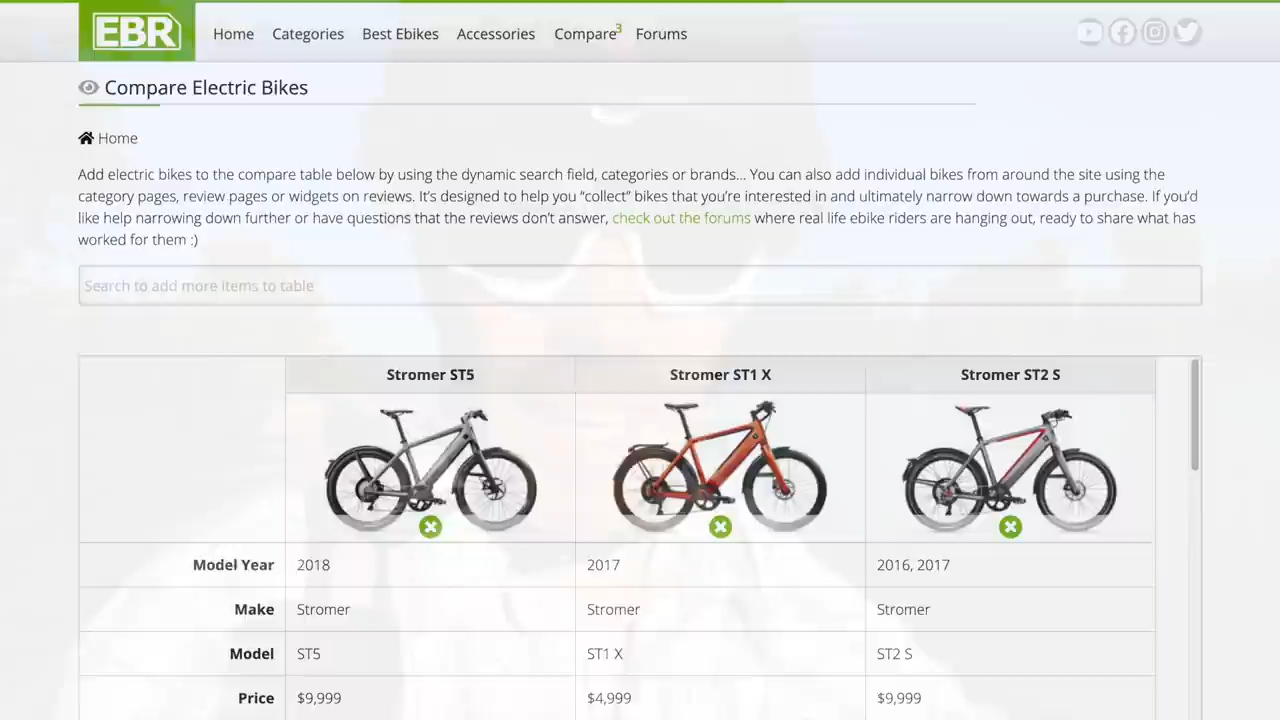 EBR
Home Categories Best Ebikes Accessories Compare3 Forums
Compare Electric Bikes
Home
Add electric bikes to the compare table below by using the dynamic search field, categories or brands... You can also add individual bikes from around the site using the
category pages, review pages or widgets on reviews. It's designed to help you “collect” bikes that you're interested in and ultimately narrow down towards a purchase. If you'd
like help narrowing down further or have questions that the reviews don't answer, check out the forums where real life ebike riders are hanging out, ready to share what has
worked for them :)
Search to add more items to table
Stromer ST5 Stromer ST1 X Stromer ST2 S
Model Year 2018 2017 2016, 2017
Make Stromer Stromer Stromer
Model ST5 ST1 X ST2 S
Price $9,999 $4,999 $9,999